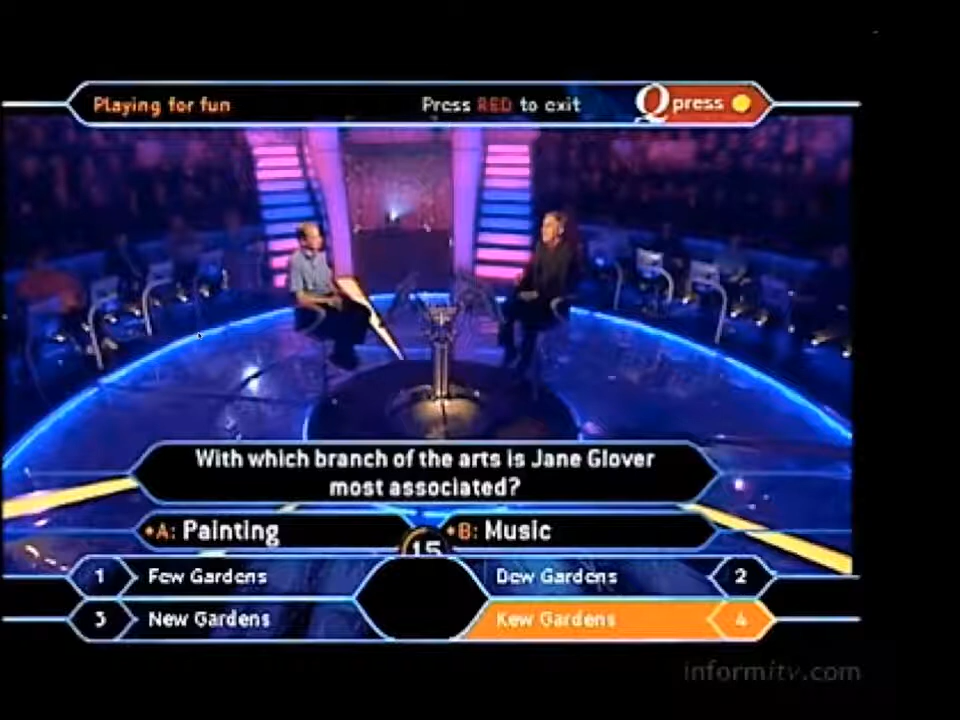 Playing for fun Press RED to exit Qpress
With which branch of the arts is Jane Glover
most associated?
A: Painting B: Music
15
1 Few Gardens Dew Gardens 2
3 New Gardens Kew Gardens 4
informitv.com